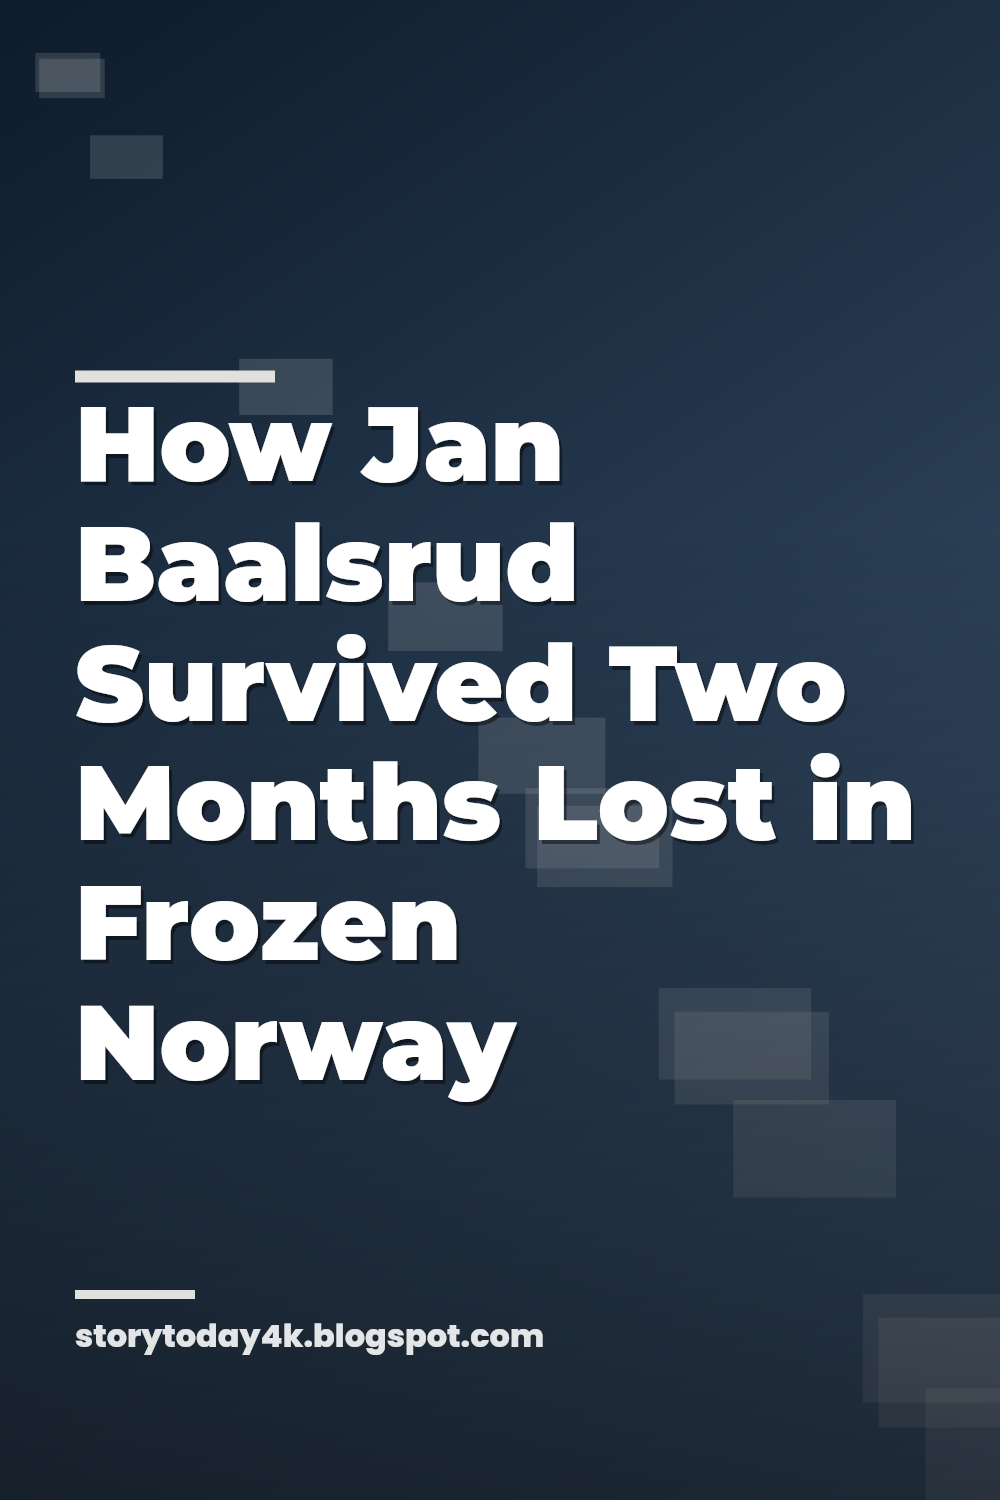 How Jan
Baalsrud
Survived Two
Months Lost in
Frozen
Norway
storytoday4k.blogspot.com